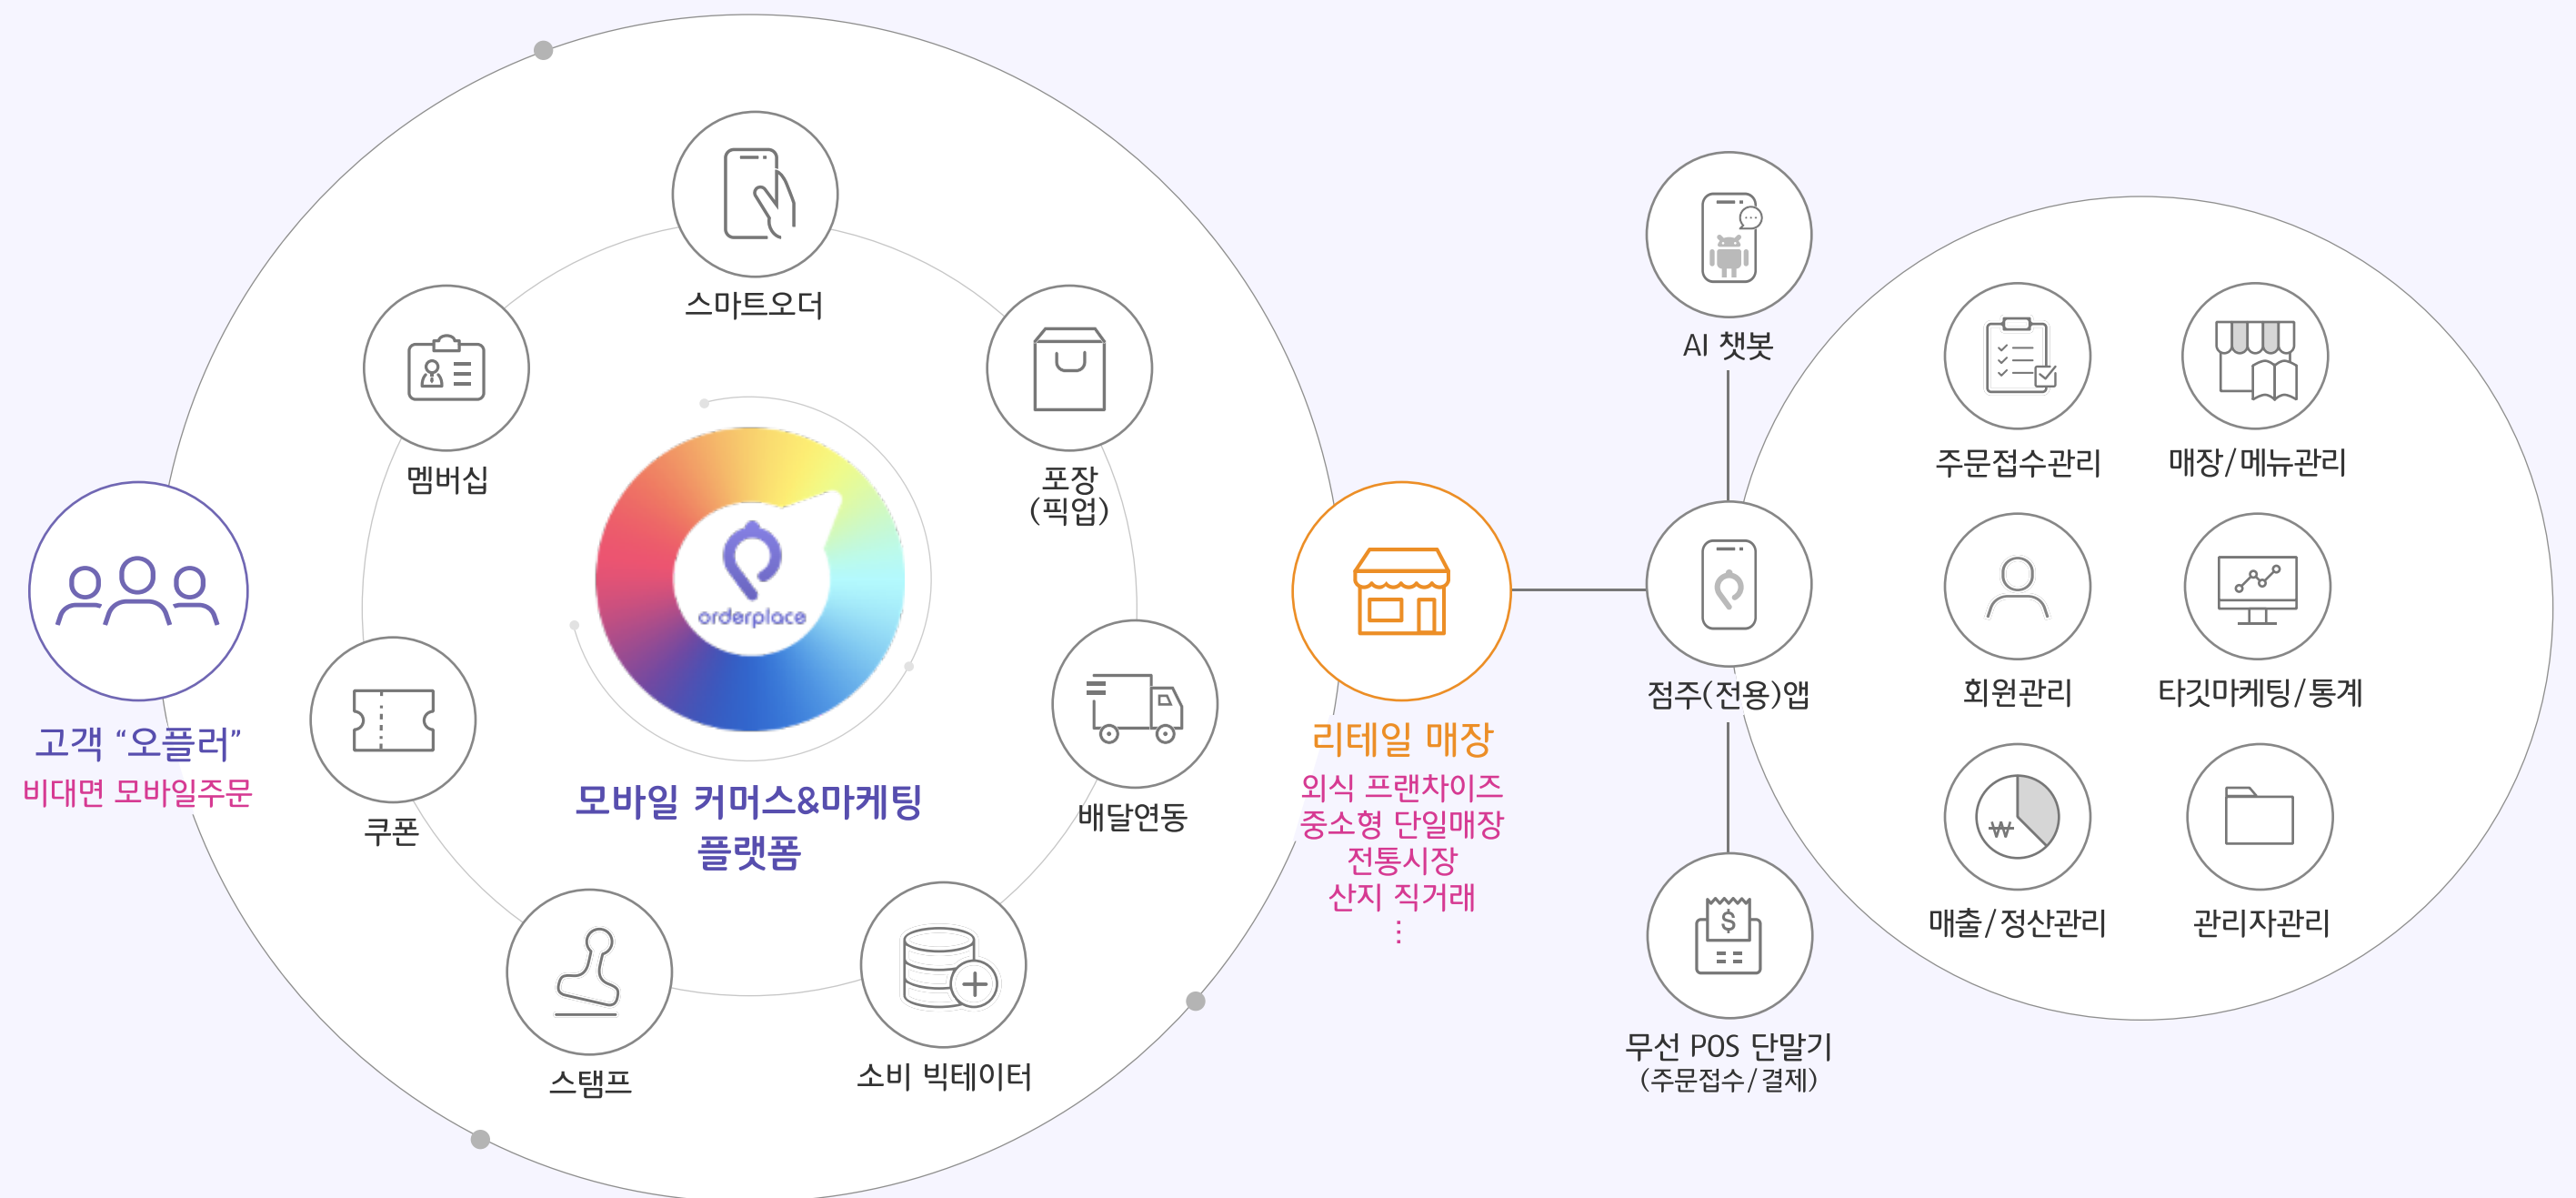 스마트오더
멤버십
포장
(픽업)
orderplace
고객 “오플러”
비대면 모바일주문
쿠폰
모바일 커머스&마케팅
플랫폼
배달연동
스탬프
소비 빅테이터
리테일 매장
외식 프랜차이즈
중소형 단일매장
전통시장
산지 직거래
⋮
AI 챗봇
점주(전용)앱
무선 POS 단말기
(주문접수/결제)
$
주문접수관리
매장/메뉴관리
회원관리
타깃마케팅/통계
₩
매출/정산관리
관리자관리